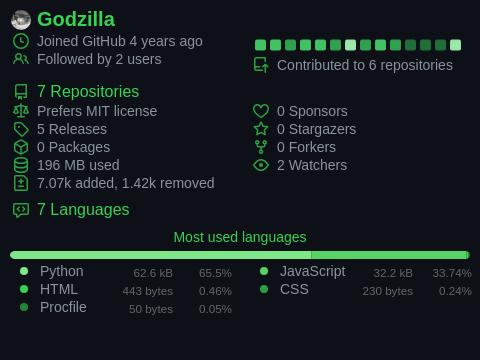 Godzilla
Joined GitHub 4 years ago
Followed by 2 users
Contributed to 6 repositories
7 Repositories
Prefers MIT license
5 Releases
0 Packages
196 MB used
7.07k added, 1.42k removed
0 Sponsors
0 Stargazers
0 Forkers
2 Watchers
7 Languages
Most used languages
Python 62.6 kB 65.5%
JavaScript 32.2 kB 33.74%
HTML 443 bytes 0.46%
CSS 230 bytes 0.24%
Procfile 50 bytes 0.05%